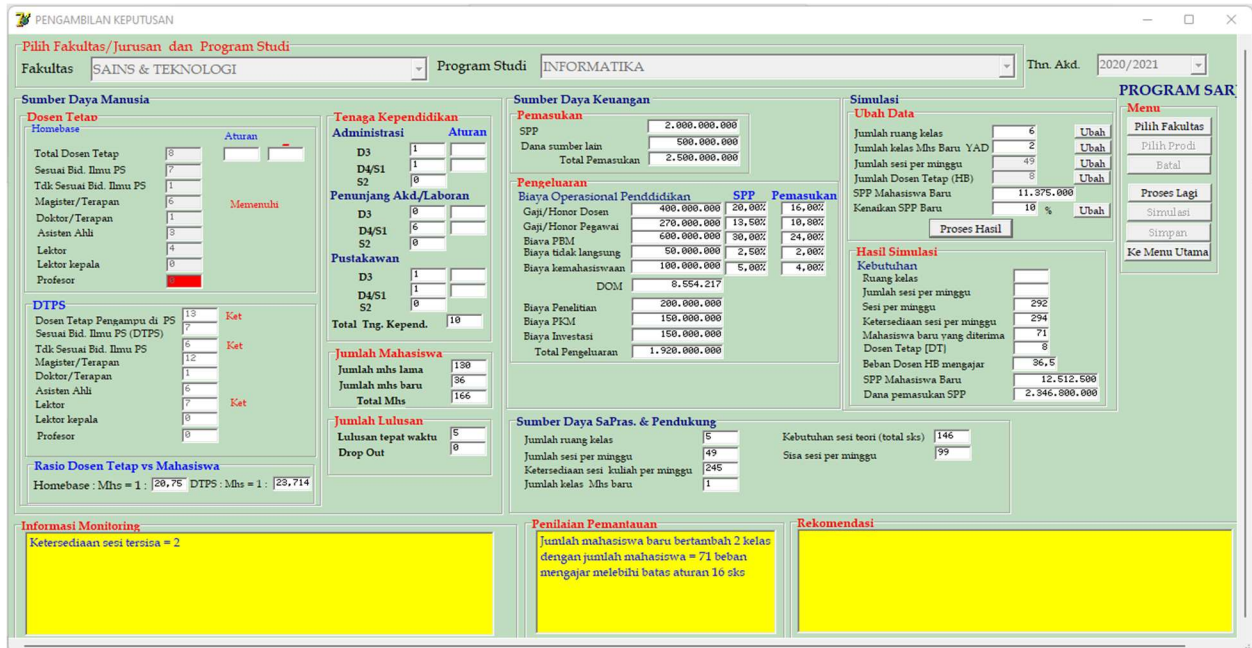 PENGAMBILAN KEPUTUSAN
Pilih Fakultas/Jurusan dan Program Studi
Fakultas SAINS & TEKNOLOGI Program Studi INFORMATIKA Thn. Akd. 2020/2021
PROGRAM SARJ
Sumber Daya Manusia
Dosen Tetap
Homebase
Aturan
Total Dosen Tetap 8
Sesuai Bid. Ilmu PS 7
Tdk Sesuai Bid. Ilmu PS 1
Magister/Terapan 6 Memenuhi
Doktor/Terapan 1
Asisten Ahli 3
Lektor 4
Lektor kepala 0
Profesor
DTPS
Dosen Tetap Pengampu di PS 13 Ket
Sesuai Bid. Ilmu PS (DTPS) 7
Tdk Sesuai Bid. Ilmu PS 6 Ket
Magister/Terapan 12
Doktor/Terapan 1
Asisten Ahli 6
Lektor 7 Ket
Lektor kepala 0
Profesor 0
Rasio Dosen Tetap vs Mahasiswa
Homebase : Mhs = 1 : 20,75 DTPS : Mhs = 1 : 23,714
Tenaga Kependidikan
Administrasi Aturan
D3 1
D4/S1 1
S2 0
Penunjang Akd./Laboran
D3 0
D4/S1 6
S2 0
Pustakawan
D3 1
D4/S1 1
S2 0
Total Tng. Kepend. 10
Jumlah Mahasiswa
Jumlah mhs lama 130
Jumlah mhs baru 36
Total Mhs 166
Jumlah Lulusan
Lulusan tepat waktu 5
Drop Out 0
Sumber Daya Keuangan
Pemasukan
SPP 2.000.000.000
Dana sumber lain 500.000.000
Total Pemasukan 2.500.000.000
Pengeluaran
Biaya Operasional Penddidikan SPP Pemasukan
Gaji/Honor Dosen 400.000.000 20,00% 16,00%
Gaji/Honor Pegawai 270.000.000 13,50% 10,80%
Biaya PBM 600.000.000 30,00% 24,00%
Biaya tidak langsung 50.000.000 2,50% 2,00%
Biaya kemahasiswaan 100.000.000 5,00% 4,00%
DOM 8.554.217
Biaya Penelitian 200.000.000
Biaya PKM 150.000.000
Biaya Investasi 150.000.000
Total Pengeluaran 1.920.000.000
Sumber Daya SaPras. & Pendukung
Jumlah ruang kelas 5
Jumlah sesi per minggu 49
Ketersediaan sesi kuliah per minggu 245
Jumlah kelas Mhs baru 1
Kebutuhan sesi teori (total sks) 146
Sisa sesi per minggu 99
Simulasi
Ubah Data
Jumlah ruang kelas 6 Ubah
Jumlah kelas Mhs Baru YAD 2 Ubah
Jumlah sesi per minggu 49 Ubah
Jumlah Dosen Tetap (HB) 8 Ubah
SPP Mahasiswa Baru 11.375.000
Kenaikan SPP Baru 10 % Ubah
Proses Hasil
Hasil Simulasi
Kebutuhan
Ruang kelas
Jumlah sesi per minggu
Sesi per minggu 292
Ketersediaan sesi per minggu 294
Mahasiswa baru yang diterima 71
Dosen Tetap [DT) 8
Beban Dosen HB mengajar 36,5
SPP Mahasiswa Baru 12.512.500
Dana pemasukan SPP 2.346.800.000
Menu
Pilih Fakultas
Pilih Prodi
Batal
Proses Lagi
Simulasi
Simpan
Ke Menu Utama
Informasi Monitoring
Ketersediaan sesi tersisa = 2
Penilaian Pemantauan
Jumlah mahasiswa baru bertambah 2 kelas
dengan jumlah mahasiswa = 71 beban
mengajar melebihi batas aturan 16 sks
Rekomendasi